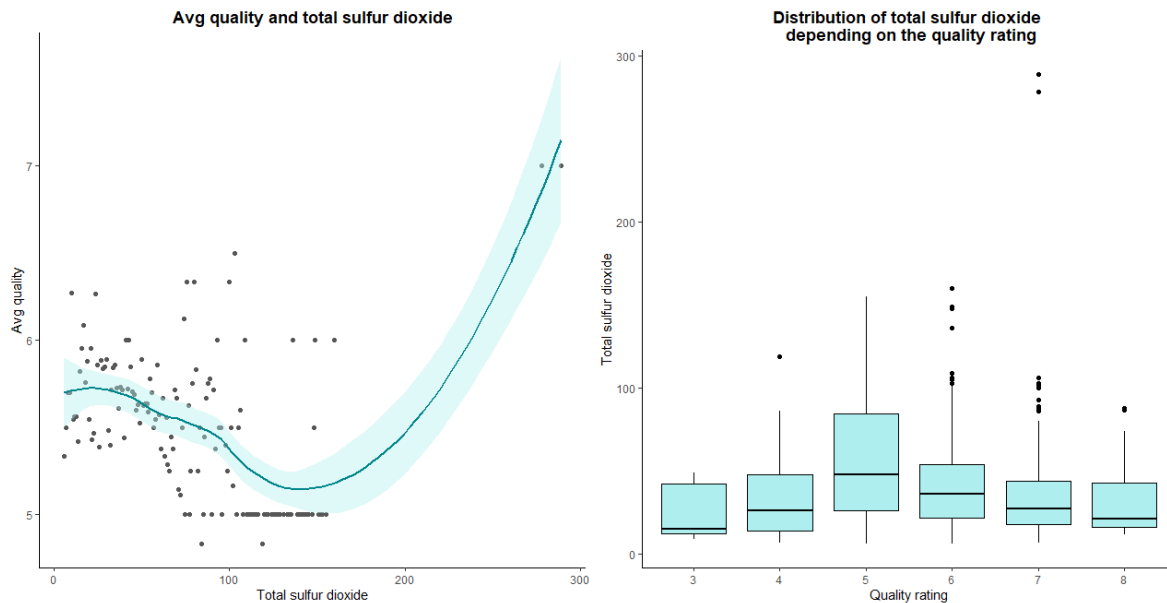 Avg quality and total sulfur dioxide
7
6
5
Avg quality
0
100
200
300
Total sulfur dioxide
Distribution of total sulfur dioxide
depending on the quality rating
300
200
100
0
Total sulfur dioxide
3
4
5
6
7
8
Quality rating